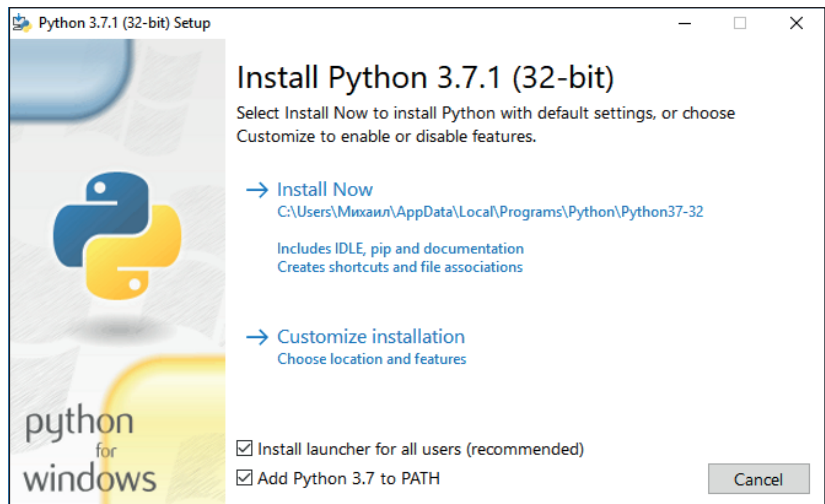 Python 3.7.1 (32-bit) Setup
Install Python 3.7.1 (32-bit)
Select Install Now to install Python with default settings, or choose
Customize to enable or disable features.
→ Install Now
C:\Users\Михаил\AppData\Local\Programs\Python\Python37-32
Includes IDLE, pip and documentation
Creates shortcuts and file associations
→ Customize installation
Choose location and features
python
for
windows
Install launcher for all users (recommended)
Add Python 3.7 to PATH
Cancel